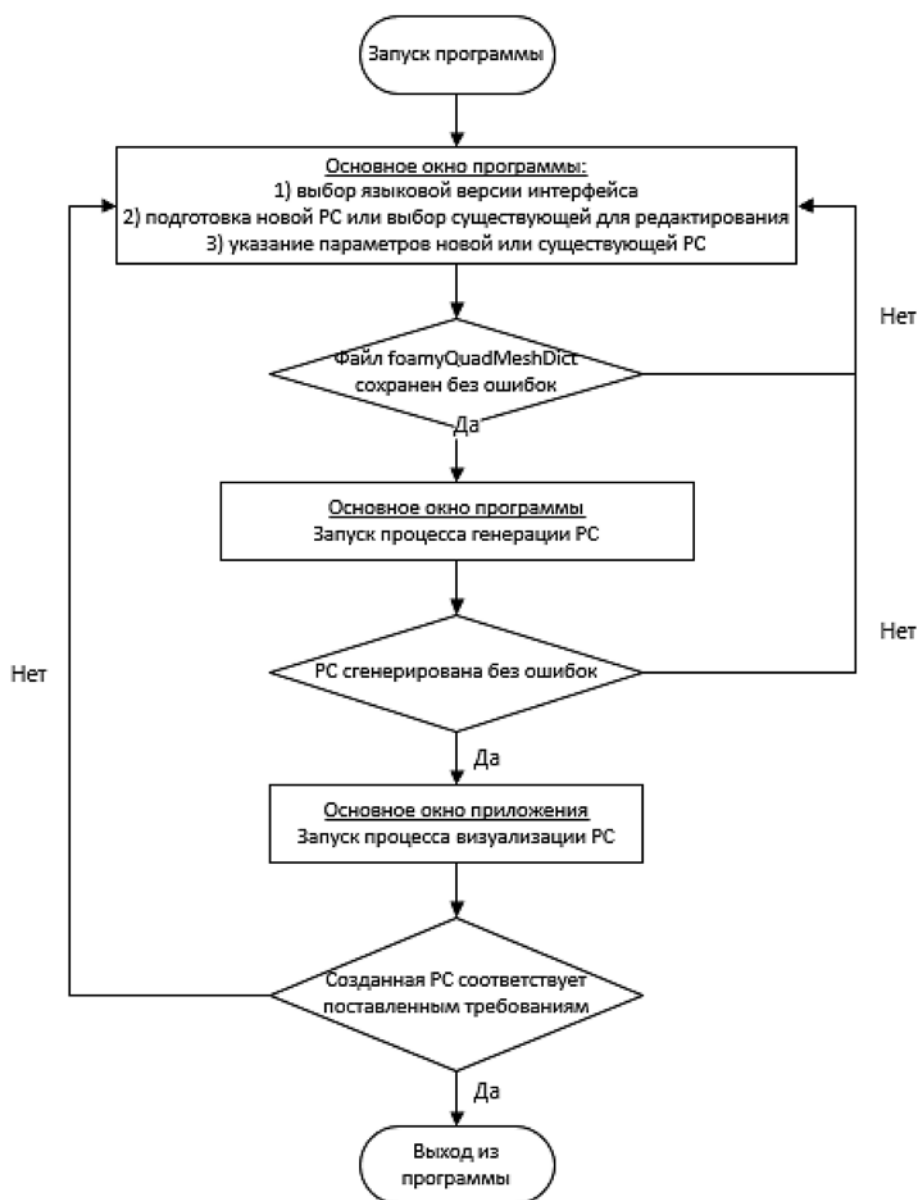 Запуск программы
Основное окно программы:
1) выбор языковой версии интерфейса
2) подготовка новой РС или выбор существующей для редактирования
3) указание параметров новой или существующей РС
Нет
Файл foamyQuadMeshDict
сохранен без ошибок
Да
Основное окно программы
Запуск процесса генерации РС
Нет
РС сгенерирована без ошибок
Нет
Да
Основное окно приложения
Запуск процесса визуализации РС
Созданная РС соответствует
поставленным требованиям
Да
Выход из
программы